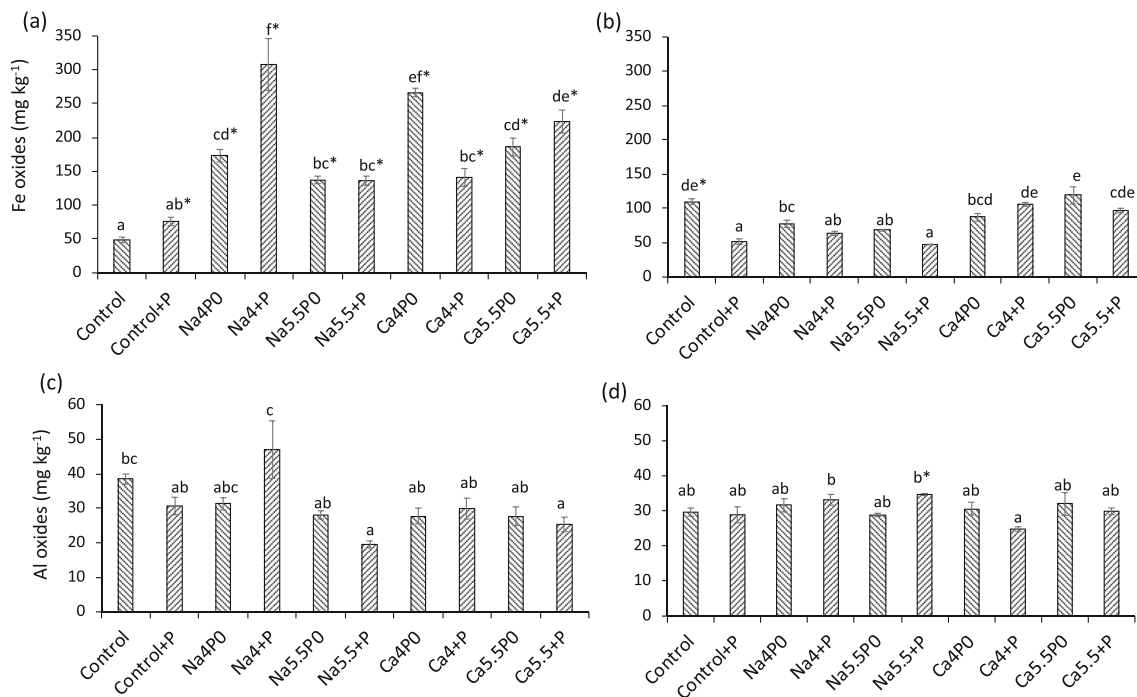 (a)
Fe oxides (mg kg-1)
350
300
250
200
150
100
50
0
a
ab*
cd*
f*
bc*
bc*
ef*
bc*
cd*
de*
Control
Control+P
Na4P0
Na4+P
Na5.5P0
Na5.5+P
Ca4P0
Ca4+P
Ca5.5P0
Ca5.5+P
(b)
350
300
250
200
150
100
50
0
de*
a
bc
ab
ab
a
bcd
de
e
cde
Control
Control+P
Na4P0
Na4+P
Na5.5P0
Na5.5+P
Ca4P0
Ca4+P
Ca5.5P0
Ca5.5+P
(c)
Al oxides (mg kg-1)
60
50
40
30
20
10
0
bc
ab
abc
c
ab
a
ab
ab
ab
a
Control
Control+P
Na4P0
Na4+P
Na5.5P0
Na5.5+P
Ca4P0
Ca4+P
Ca5.5P0
Ca5.5+P
(d)
60
50
40
30
20
10
0
ab
ab
ab
b
ab
b*
ab
a
ab
ab
Control
Control+P
Na4P0
Na4+P
Na5.5P0
Na5.5+P
Ca4P0
Ca4+P
Ca5.5P0
Ca5.5+P